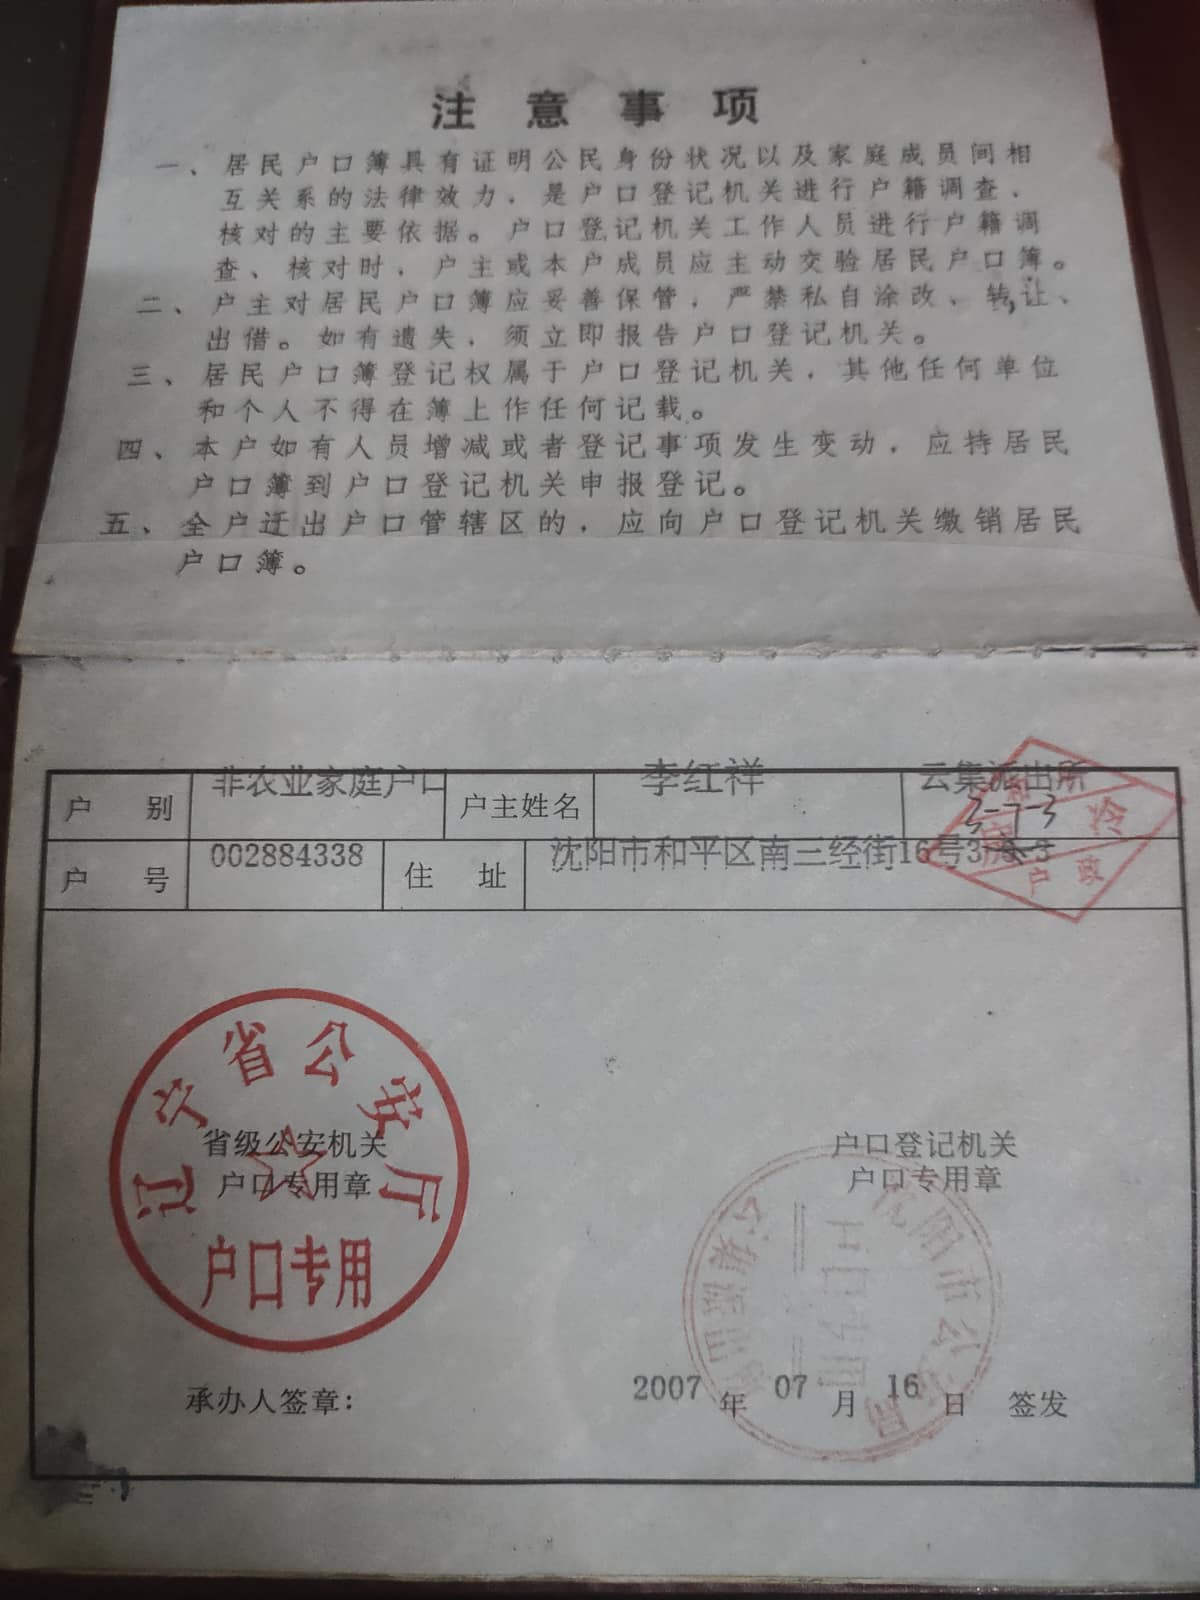 注意事项
一、居民户口簿具有证明公民身份状况以及家庭成员间相
互关系的法律效力，是户口登记机关进行户籍调查、
核对的主要依据。户口登记机关工作人员进行户籍调
查、核对时，户主或本户成员应主动交验居民户口簿。
二、户主对居民户口簿应妥善保管，严禁私自涂改、转让、
出借。如有遗失，须立即报告户口登记机关。
三、居民户口簿登记权属于户口登记机关，其他任何单位
和个人不得在簿上作任何记载。
四、本户如有人员增减或者登记事项发生变动，应持居民
户口簿到户口登记机关申报登记。
五、全户迁出户口管辖区的，应向户口登记机关缴销居民
户口簿。
户别 非农业家庭户口 户主姓名 李红祥 云集派出所
3-7-3
户号 002884338 住址 沈阳市和平区南三经街16号
户政
辽宁省公安厅
省级公安机关
户口专用章
户口专用
户口登记机关
户口专用章
沈阳市公安局
云集派出所
承办人签章：
2007年07月16日 签发